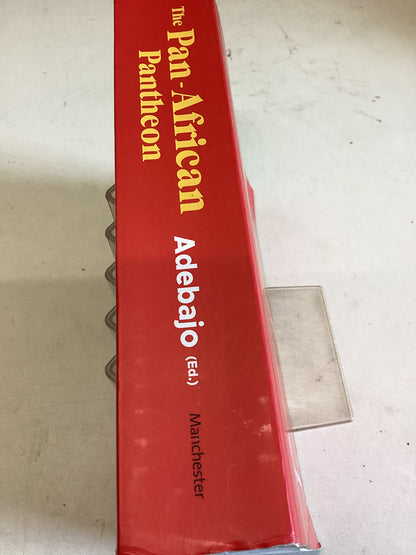 The Pan-African
Pantheon
Adebajo (Ed.)
Manchester